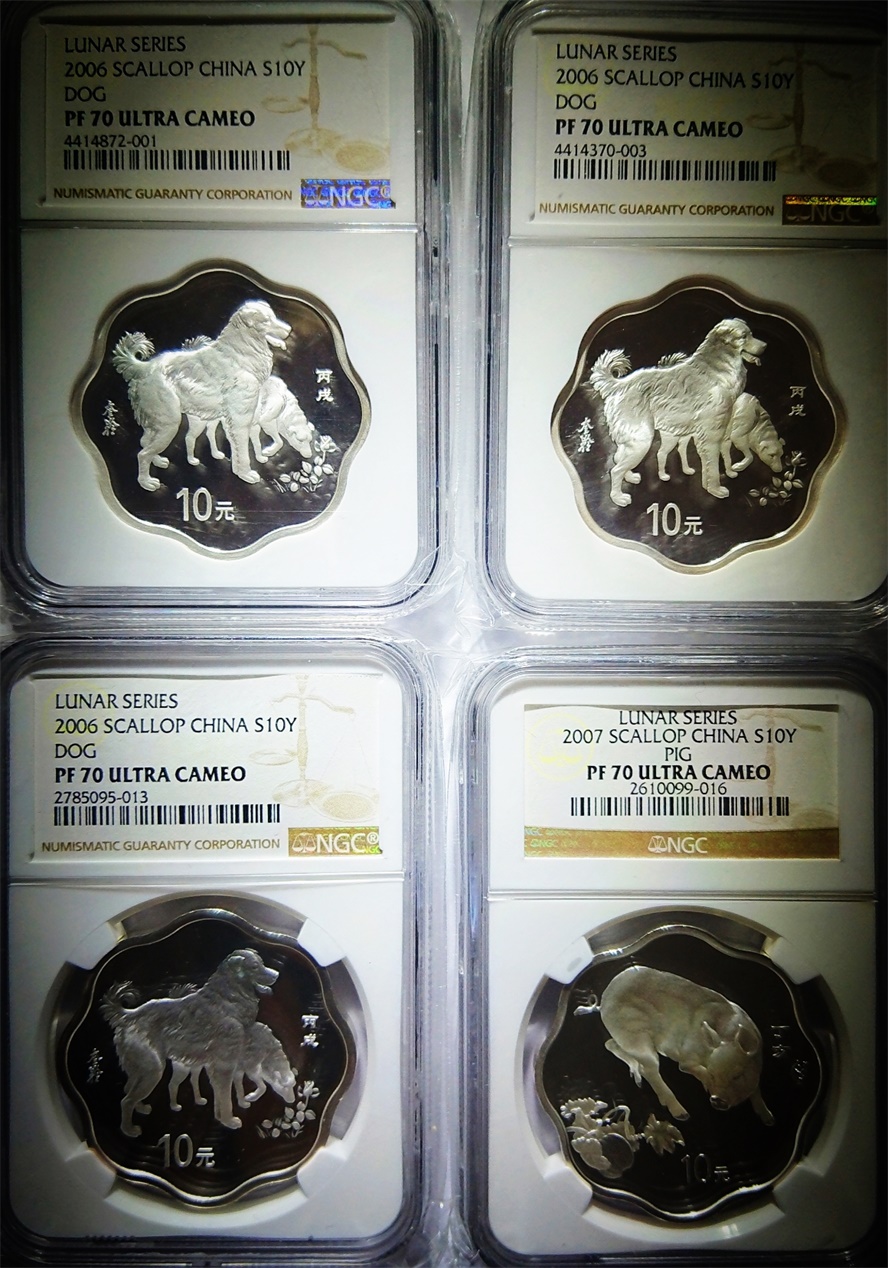 LUNAR SERIES
2006 SCALLOP CHINA S10Y
DOG
PF 70 ULTRA CAMEO
4414872-001
NUMISMATIC GUARANTY CORPORATION NGC®
丙戌
10元
LUNAR SERIES
2006 SCALLOP CHINA S10Y
DOG
PF 70 ULTRA CAMEO
4414370-003
NUMISMATIC GUARANTY CORPORATION NGC
丙戌
10元
LUNAR SERIES
2006 SCALLOP CHINA S10Y
DOG
PF 70 ULTRA CAMEO
2785095-013
NUMISMATIC GUARANTY CORPORATION NGC®
丙戌
10元
LUNAR SERIES
2007 SCALLOP CHINA S10Y
PIG
PF 70 ULTRA CAMEO
2610099-016
NGC
10元